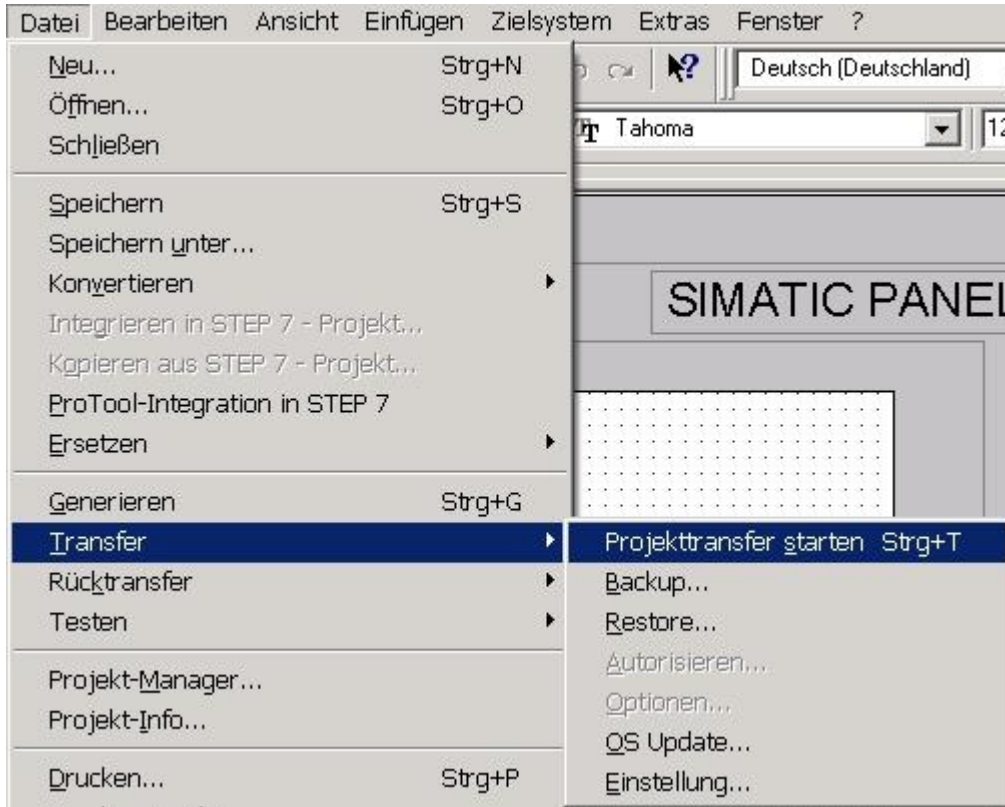 Datei Bearbeiten Ansicht Einfügen Zielsystem Extras Fenster ?
Deutsch (Deutschland)
Tahoma 12
SIMATIC PANEL
Neu... Strg+N
Öffnen... Strg+O
Schließen
Speichern Strg+S
Speichern unter...
Konvertieren
Integrieren in STEP 7 - Projekt...
Kopieren aus STEP 7 - Projekt...
ProTool-Integration in STEP 7
Ersetzen
Generieren Strg+G
Transfer
Rücktransfer
Testen
Projekt-Manager...
Projekt-Info...
Drucken... Strg+P
Projekttransfer starten Strg+T
Backup...
Restore...
Autorisieren...
Optionen...
OS Update...
Einstellung...